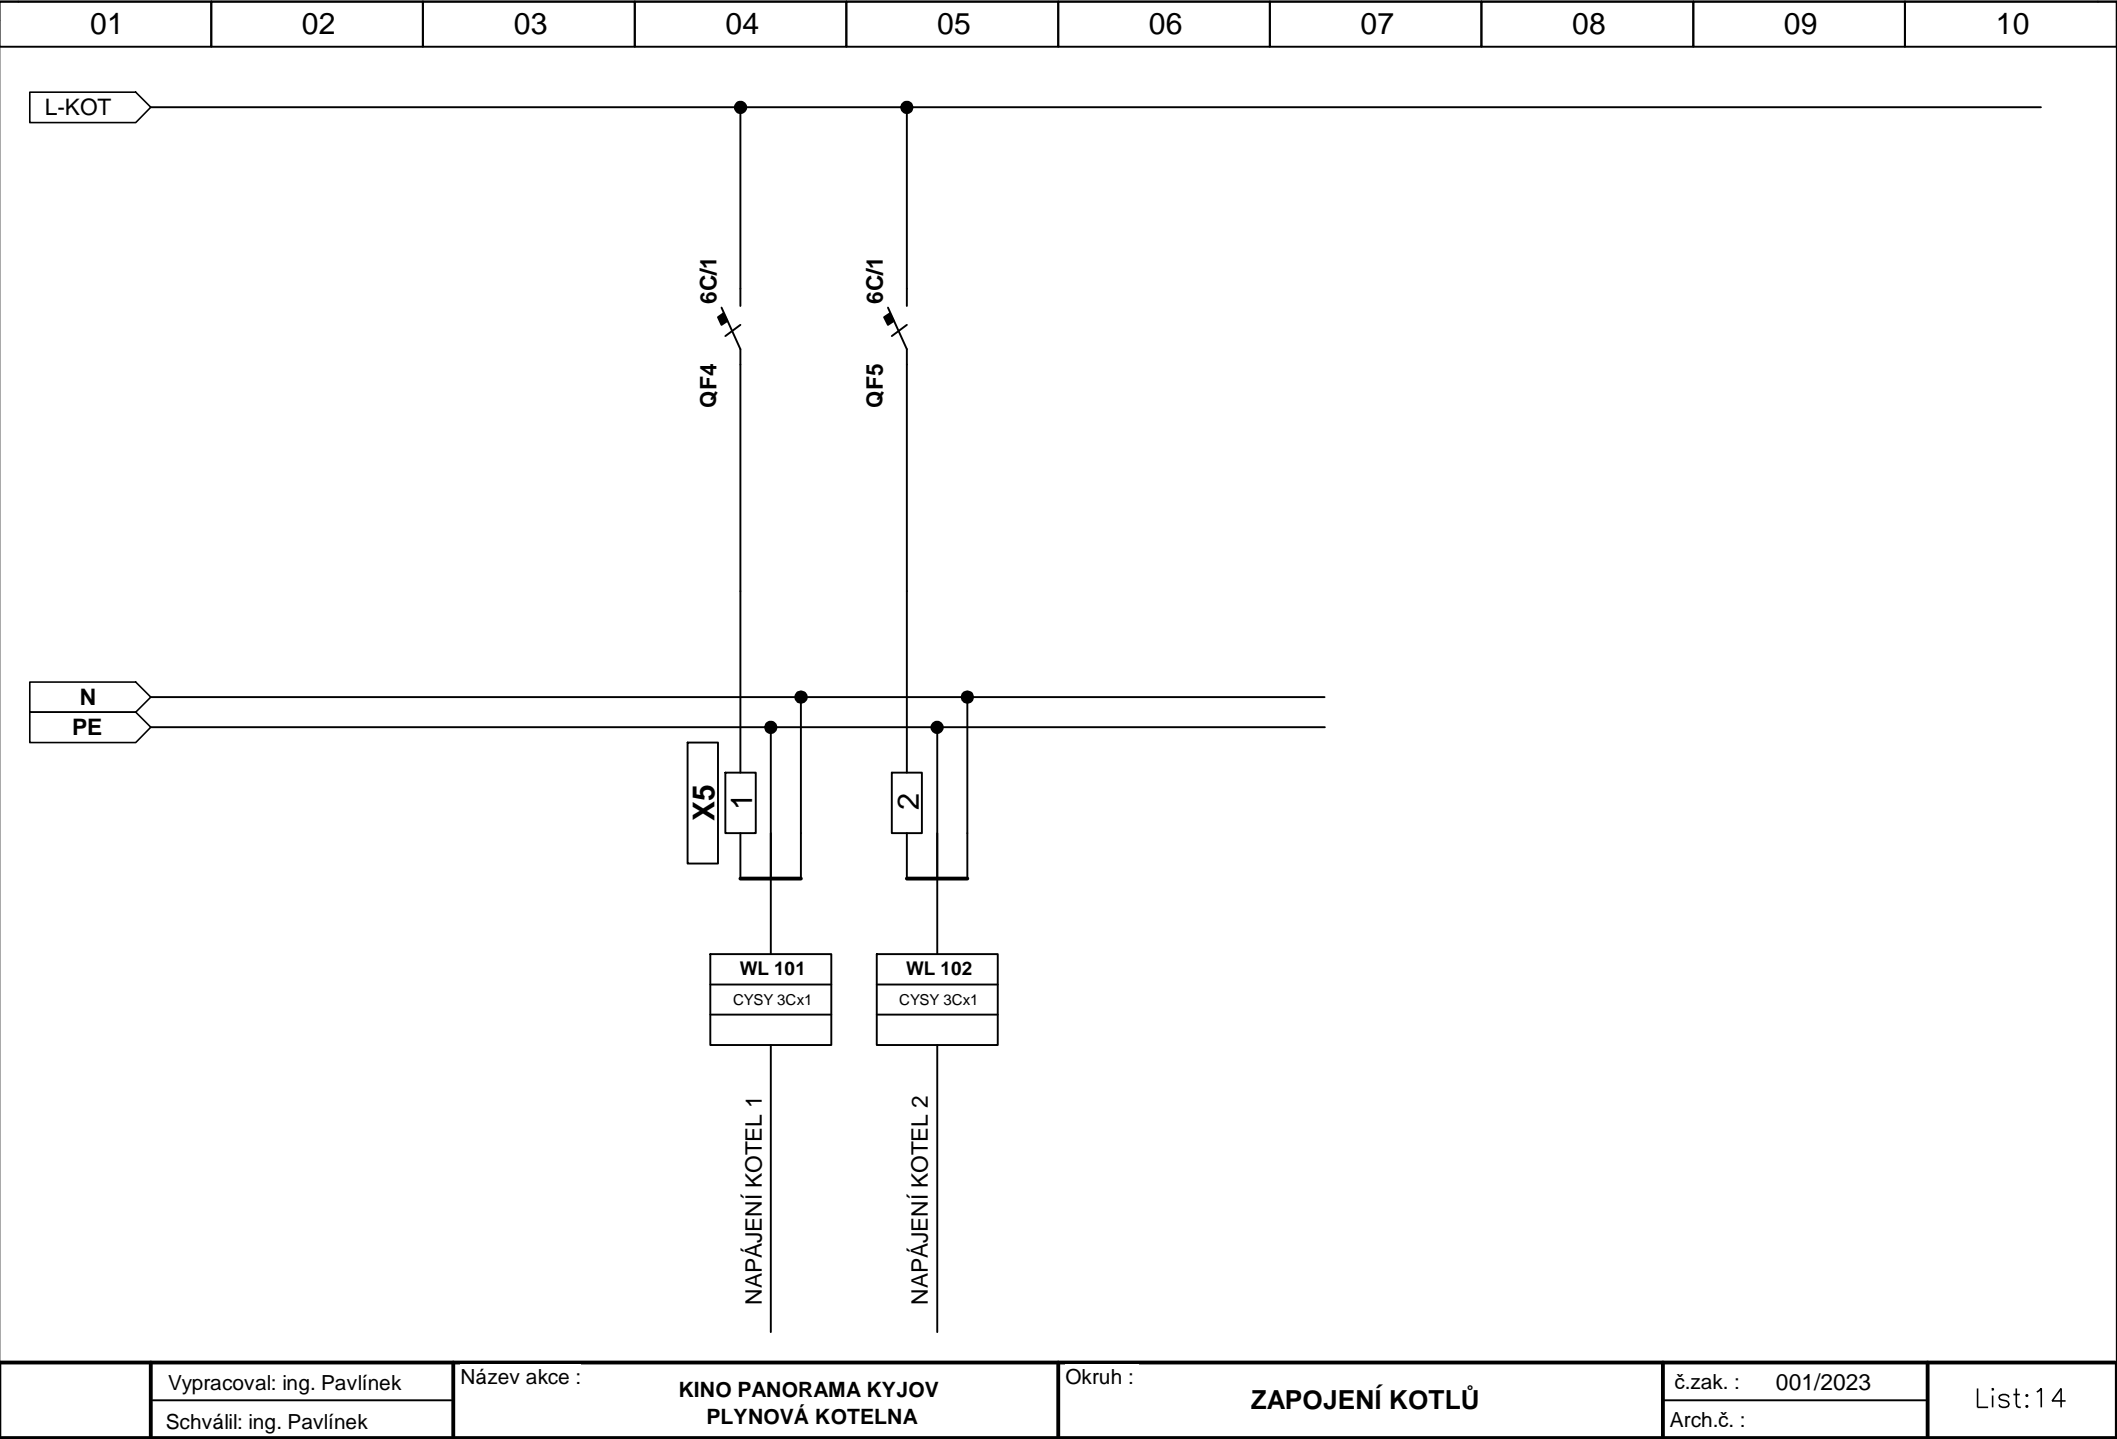 01 02 03 04 05 06 07 08 09 10
L-KOT
6C/1 6C/1
QF4 QF5
N
PE
X5 1 2
WL 101 WL 102
CYSY 3Cx1 CYSY 3Cx1
NAPÁJENÍ KOTEL 1
NAPÁJENÍ KOTEL 2
Vypracoval: ing. Pavlínek
Schválil: ing. Pavlínek
Název akce :
KINO PANORAMA KYJOV
PLYNOVÁ KOTELNA
Okruh :
ZAPOJENÍ KOTLŮ
č.zak. : 001/2023
Arch.č. :
List:14